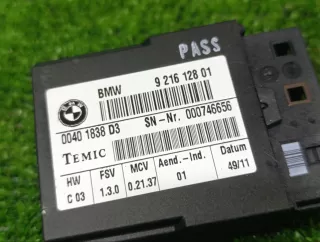 PASS
BMW 9 216 128 01
0040 1838 D3 SN-Nr. 000746656
TEMIC
HW FSV MCV Aend.-Ind. Datum
C 03 1.3.0 0.21.37 01 49/11